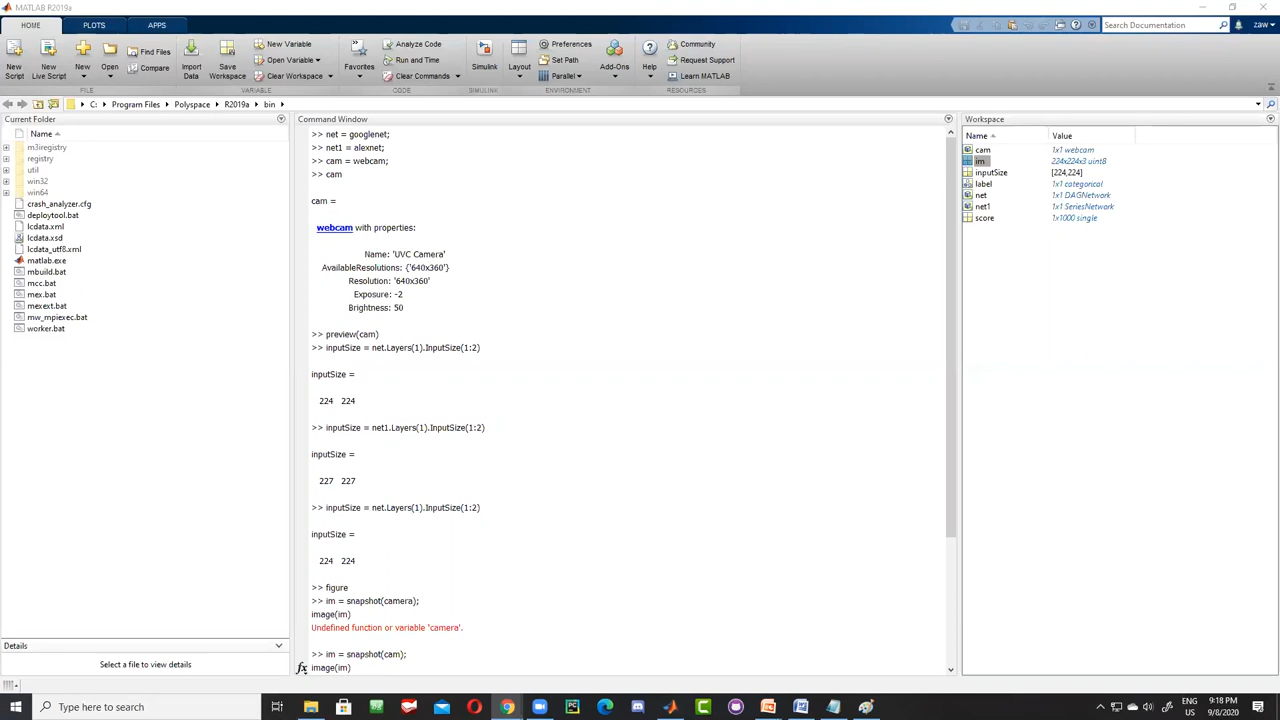 MATLAB R2019a
HOME PLOTS APPS
Search Documentation zaw
New Script
New Live Script
New
Open
Find Files
Compare
Import Data
Save Workspace
New Variable
Open Variable
Clear Workspace
Favorites
Analyze Code
Run and Time
Clear Commands
Simulink
Layout
Preferences
Set Path
Parallel
Add-Ons
Help
Community
Request Support
Learn MATLAB
FILE VARIABLE CODE SIMULINK ENVIRONMENT RESOURCES
C: Program Files Polyspace R2019a bin
Current Folder
Name
m3iregistry
registry
util
win32
win64
crash_analyzer.cfg
deploytool.bat
lcdata.xml
lcdata.xsd
lcdata_utf8.xml
matlab.exe
mbuild.bat
mcc.bat
mex.bat
mexext.bat
mw_mpiexec.bat
worker.bat
Details
Select a file to view details
Command Window
>> net = googlenet;
>> net1 = alexnet;
>> cam = webcam;
>> cam
cam =
webcam with properties:
Name: 'UVC Camera'
AvailableResolutions: {'640x360'}
Resolution: '640x360'
Exposure: -2
Brightness: 50
>> preview(cam)
>> inputSize = net.Layers(1).InputSize(1:2)
inputSize =
224 224
>> inputSize = net1.Layers(1).InputSize(1:2)
inputSize =
227 227
>> inputSize = net.Layers(1).InputSize(1:2)
inputSize =
224 224
>> figure
>> im = snapshot(camera);
image(im)
Undefined function or variable 'camera'.
>> im = snapshot(cam);
fx image(im)
Workspace
Name Value
cam 1x1 webcam
im 224x224x3 uint8
inputSize [224,224]
label 1x1 categorical
net 1x1 DAGNetwork
net1 1x1 SeriesNetwork
score 1x1000 single
Type here to search
ENG
US
9:18 PM
9/8/2020